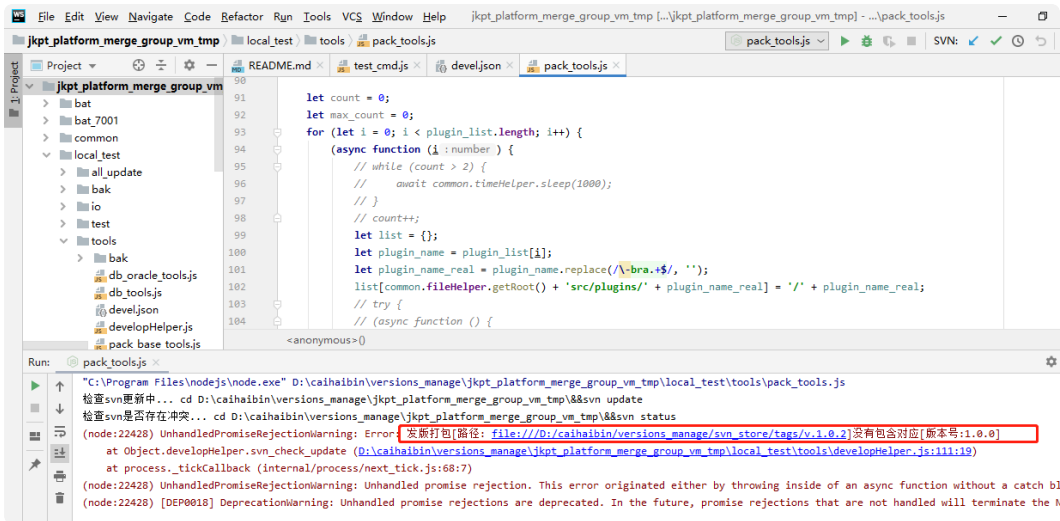 WS File Edit View Navigate Code Refactor Run Tools VCS Window Help jkpt_platform_merge_group_vm_tmp [...\jkpt_platform_merge_group_vm_tmp] - ...\pack_tools.js
jkpt_platform_merge_group_vm_tmp local_test tools pack_tools.js pack_tools.js SVN:
1: Project
Project README.md test_cmd.js devel.json pack_tools.js
jkpt_platform_merge_group_vm
bat
bat_7001
common
local_test
all_update
bak
io
test
tools
bak
db_oracle_tools.js
db_tools.js
devel.json
developHelper.js
pack_base_tools.js
90
91 let count = 0;
92 let max_count = 0;
93 for (let i = 0; i < plugin_list.length; i++) {
94 (async function (i : number ) {
95 // while (count > 2) {
96 // await common.timeHelper.sleep(1000);
97 // }
98 // count++;
99 let list = {};
100 let plugin_name = plugin_list[i];
101 let plugin_name_real = plugin_name.replace(/\-bra.+$/, '');
102 list[common.fileHelper.getRoot() + 'src/plugins/' + plugin_name_real] = '/' + plugin_name_real;
103 // try {
104 // (async function () {
<anonymous>()
Run: pack_tools.js
"C:\Program Files\nodejs\node.exe" D:\caihaibin\versions_manage\jkpt_platform_merge_group_vm_tmp\local_test\tools\pack_tools.js
检查svn更新中... cd D:\caihaibin\versions_manage\jkpt_platform_merge_group_vm_tmp\&&svn update
检查svn是否存在冲突... cd D:\caihaibin\versions_manage\jkpt_platform_merge_group_vm_tmp\&&svn status
(node:22428) UnhandledPromiseRejectionWarning: Error: 发版打包[路径: file:///D:/caihaibin/versions_manage/svn_store/tags/v.1.0.2]没有包含对应[版本号:1.0.0]
at Object.developHelper.svn_check_update (D:\caihaibin\versions_manage\jkpt_platform_merge_group_vm_tmp\local_test\tools\developHelper.js:111:19)
at process._tickCallback (internal/process/next_tick.js:68:7)
(node:22428) UnhandledPromiseRejectionWarning: Unhandled promise rejection. This error originated either by throwing inside of an async function without a catch bl
(node:22428) [DEP0018] DeprecationWarning: Unhandled promise rejections are deprecated. In the future, promise rejections that are not handled will terminate the N